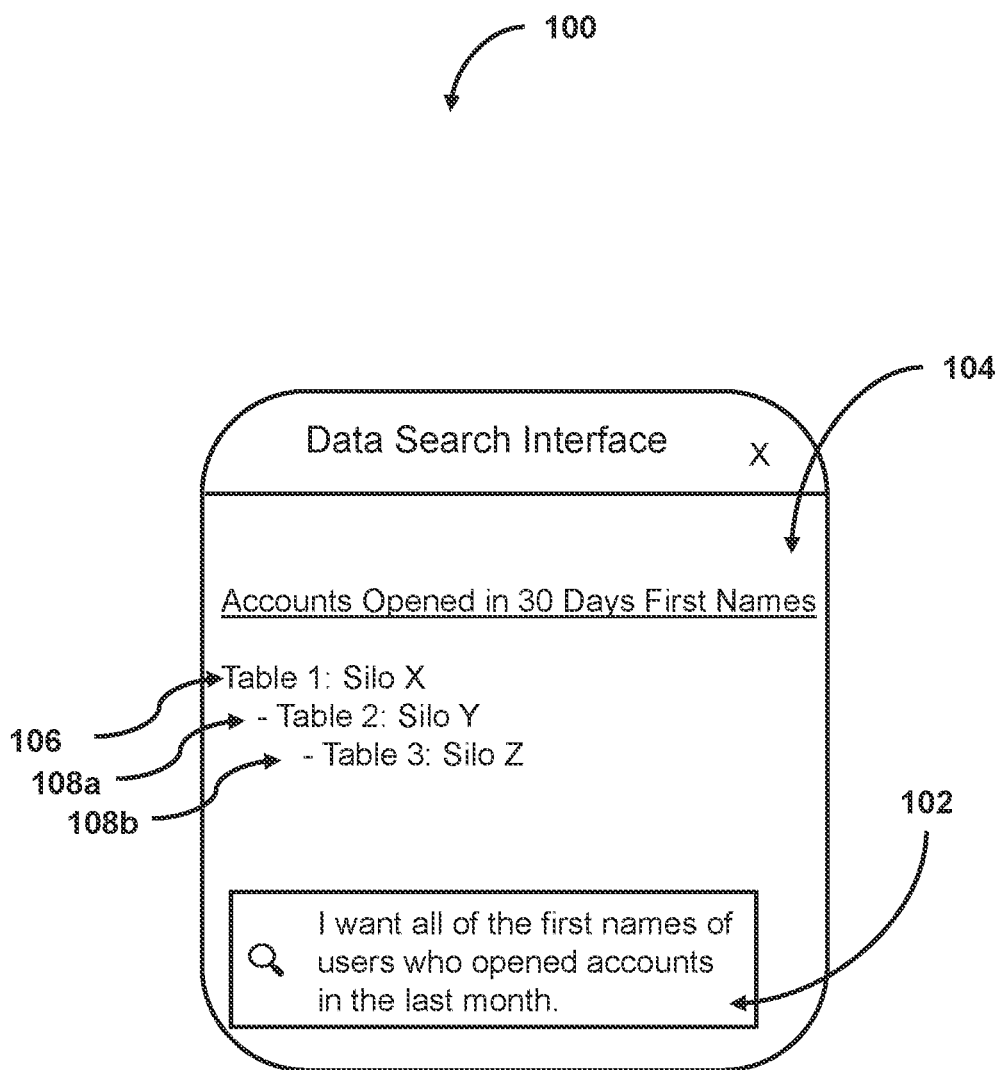 100
104
Data Search Interface
X
Accounts Opened in 30 Days First Names
Table 1: Silo X
- Table 2: Silo Y
- Table 3: Silo Z
106
108a
108b
102
I want all of the first names of
users who opened accounts
in the last month.